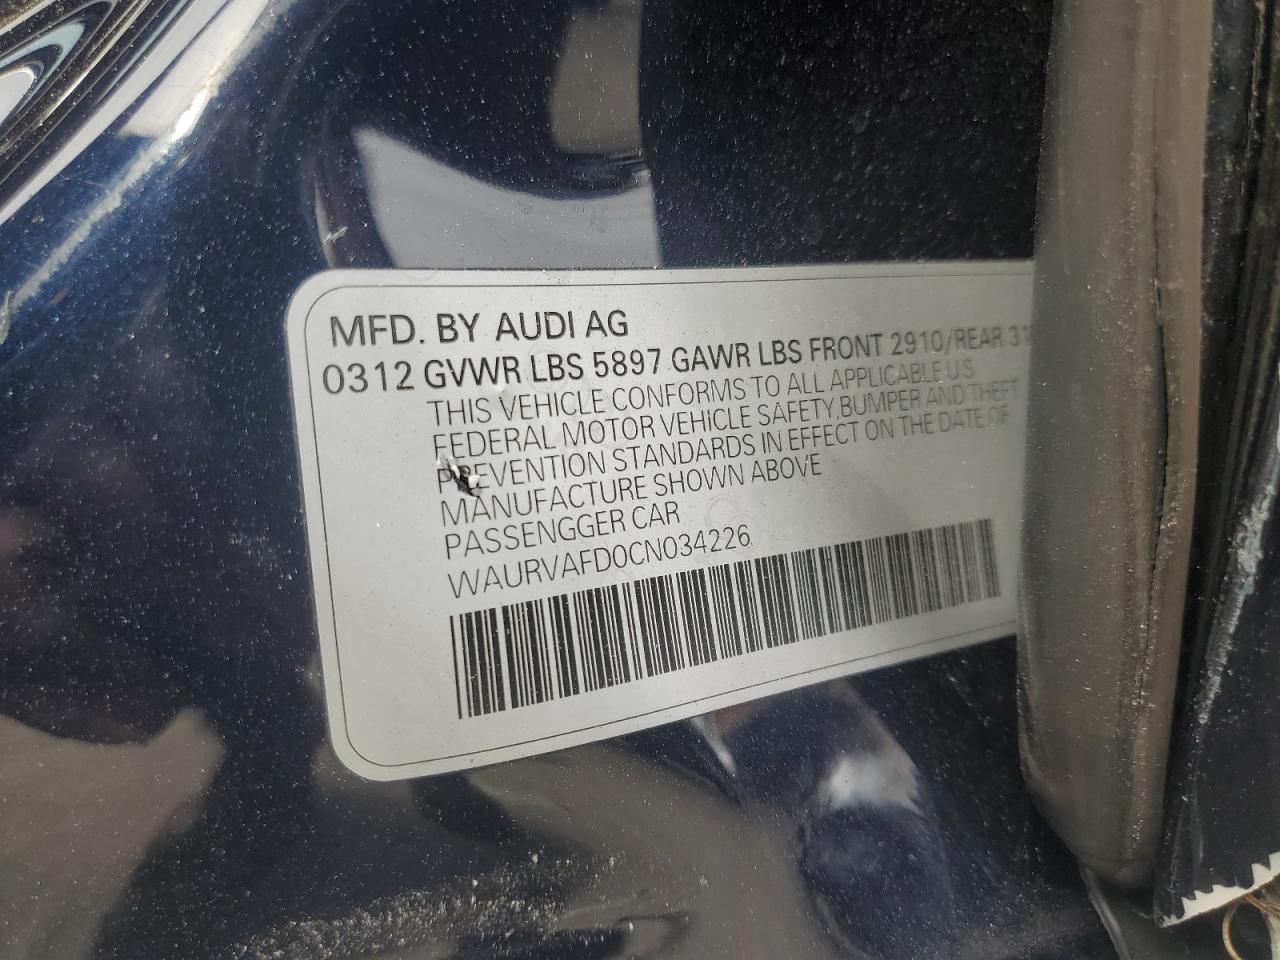 MFD. BY AUDI AG
0312 GVWR LBS 5897 GAWR LBS FRONT 2910/REAR
THIS VEHICLE CONFORMS TO ALL APPLICABLE U.S
FEDERAL MOTOR VEHICLE SAFETY, BUMPER AND THEFT
PREVENTION STANDARDS IN EFFECT ON THE DATE OF
MANUFACTURE SHOWN ABOVE
PASSENGGER CAR
WAURVAFD0CN034226